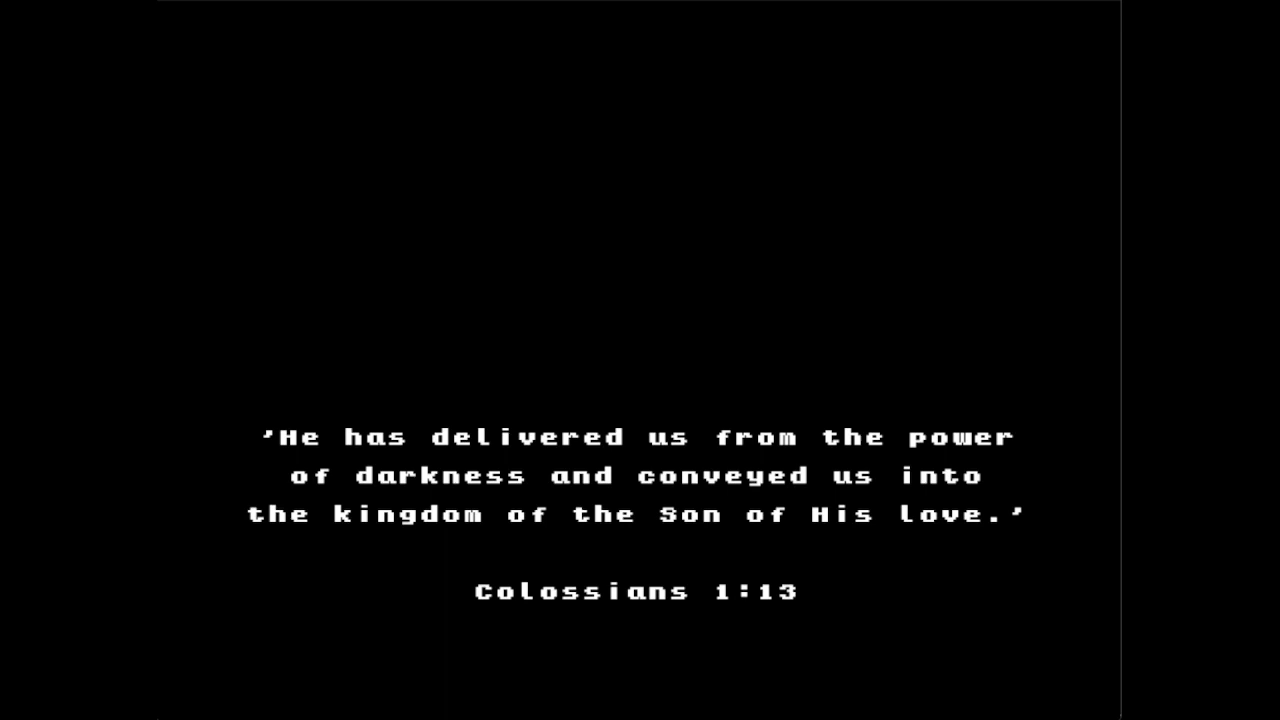 'He has delivered us from the power
of darkness and conveyed us into
the kingdom of the Son of His love.'
Colossians 1:13